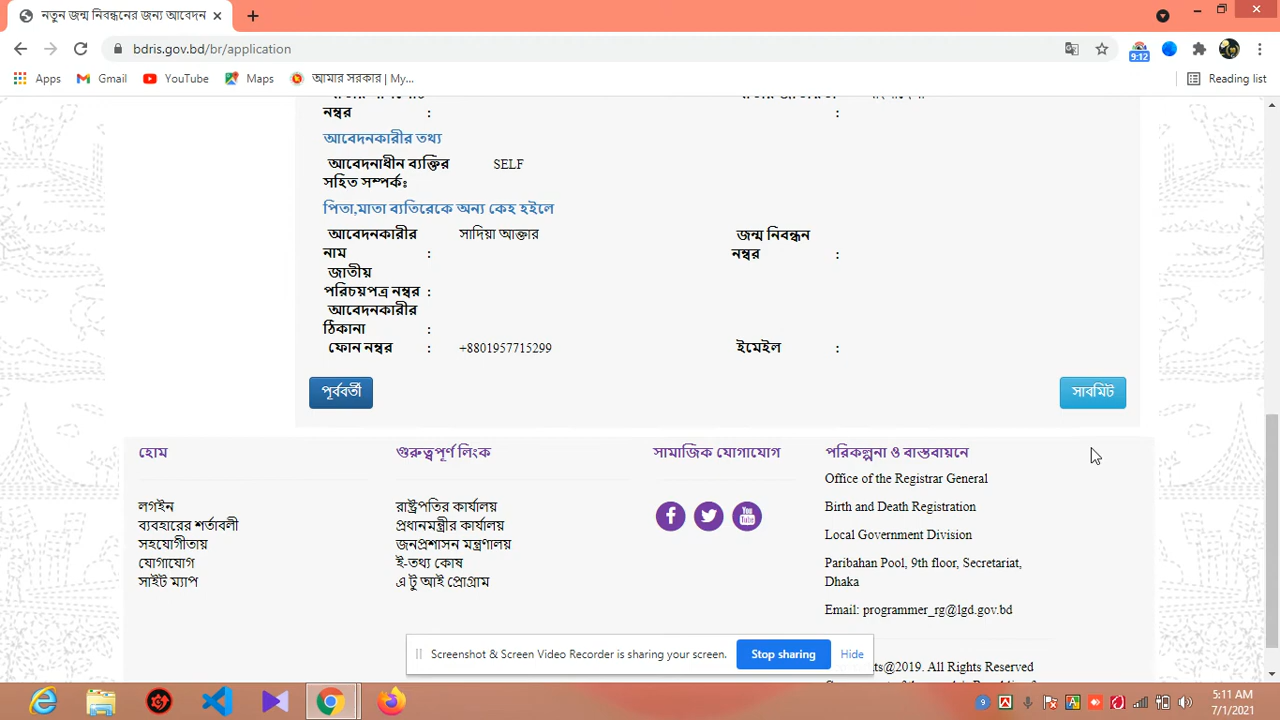 নতুন জন্ম নিবন্ধনের জন্য আবেদন
bdris.gov.bd/br/application
9:12
Apps Gmail YouTube Maps আমার সরকার | My... Reading list
নম্বর : :
আবেদনকারীর তথ্য
আবেদনাধীন ব্যক্তির SELF
সহিত সম্পর্কঃ
পিতা,মাতা ব্যতিরেকে অন্য কেহ হইলে
আবেদনকারীর সাদিয়া আক্তার জন্ম নিবন্ধন
নাম : নম্বর :
জাতীয়
পরিচয়পত্র নম্বর :
আবেদনকারীর
ঠিকানা :
ফোন নম্বর : +8801957715299 ইমেইল :
পূর্ববর্তী সাবমিট
হোম গুরুত্বপূর্ণ লিংক সামাজিক যোগাযোগ পরিকল্পনা ও বাস্তবায়নে
Office of the Registrar General
লগইন রাষ্ট্রপতির কার্যালয় Birth and Death Registration
ব্যবহারের শর্তাবলী প্রধানমন্ত্রীর কার্যালয়
সহযোগীতায় জনপ্রশাসন মন্ত্রণালয় Local Government Division
যোগাযোগ ই-তথ্য কোষ Paribahan Pool, 9th floor, Secretariat,
সাইট ম্যাপ এ টু আই প্রোগ্রাম Dhaka
Email: programmer_rg@lgd.gov.bd
Screenshot & Screen Video Recorder is sharing your screen. Stop sharing Hide
@2019. All Rights Reserved
5:11 AM
7/1/2021